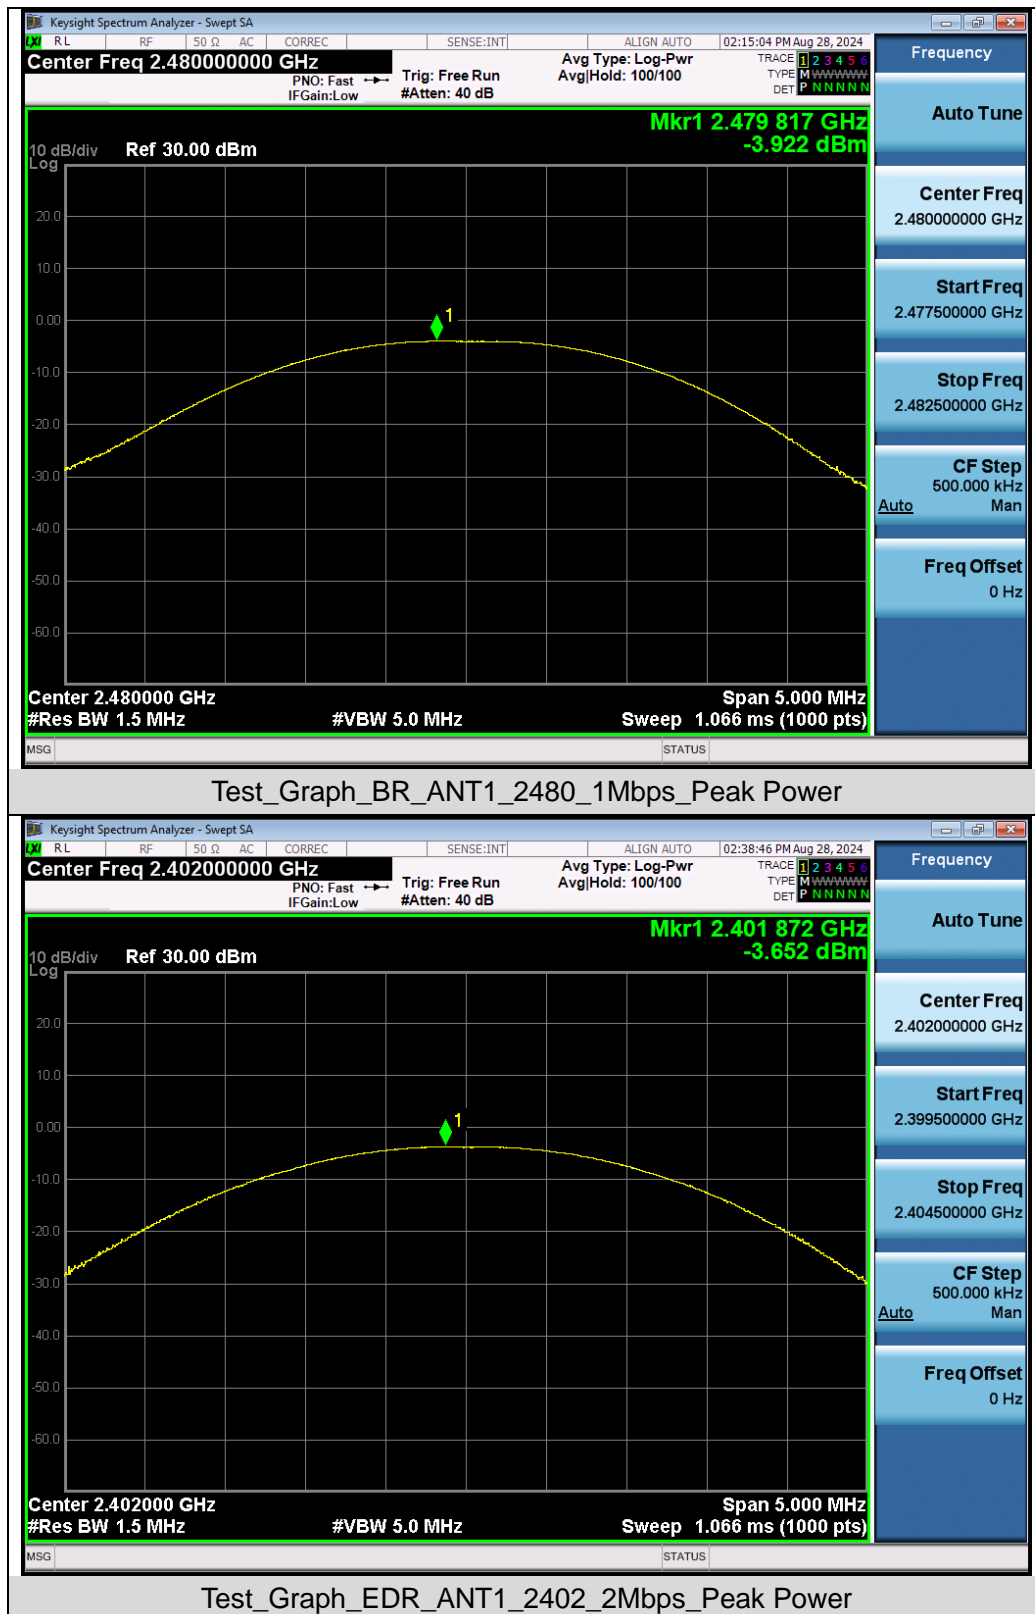 Keysight Spectrum Analyzer - Swept SA
LXI RL RF 50 Ω AC CORREC SENSE:INT ALIGN AUTO 02:15:04 PM Aug 28, 2024
Center Freq 2.480000000 GHz
PNO: Fast
IFGain:Low
Trig: Free Run
#Atten: 40 dB
Avg Type: Log-Pwr
Avg|Hold: 100/100
TRACE 1 2 3 4 5 6
TYPE M WWWWW
DET P N N N N N
Mkr1 2.479 817 GHz
-3.922 dBm
10 dB/div Ref 30.00 dBm
Log
20.0
10.0
0.00
1
-10.0
-20.0
-30.0
-40.0
-50.0
-60.0
Center 2.480000 GHz Span 5.000 MHz
#Res BW 1.5 MHz #VBW 5.0 MHz Sweep 1.066 ms (1000 pts)
MSG STATUS
Frequency
Auto Tune
Center Freq
2.480000000 GHz
Start Freq
2.477500000 GHz
Stop Freq
2.482500000 GHz
CF Step
500.000 kHz
Auto Man
Freq Offset
0 Hz
Test_Graph_BR_ANT1_2480_1Mbps_Peak Power
Keysight Spectrum Analyzer - Swept SA
LXI RL RF 50 Ω AC CORREC SENSE:INT ALIGN AUTO 02:38:46 PM Aug 28, 2024
Center Freq 2.402000000 GHz
PNO: Fast
IFGain:Low
Trig: Free Run
#Atten: 40 dB
Avg Type: Log-Pwr
Avg|Hold: 100/100
TRACE 1 2 3 4 5 6
TYPE M WWWWW
DET P N N N N N
Mkr1 2.401 872 GHz
-3.652 dBm
10 dB/div Ref 30.00 dBm
Log
20.0
10.0
0.00
1
-10.0
-20.0
-30.0
-40.0
-50.0
-60.0
Center 2.402000 GHz Span 5.000 MHz
#Res BW 1.5 MHz #VBW 5.0 MHz Sweep 1.066 ms (1000 pts)
MSG STATUS
Frequency
Auto Tune
Center Freq
2.402000000 GHz
Start Freq
2.399500000 GHz
Stop Freq
2.404500000 GHz
CF Step
500.000 kHz
Auto Man
Freq Offset
0 Hz
Test_Graph_EDR_ANT1_2402_2Mbps_Peak Power